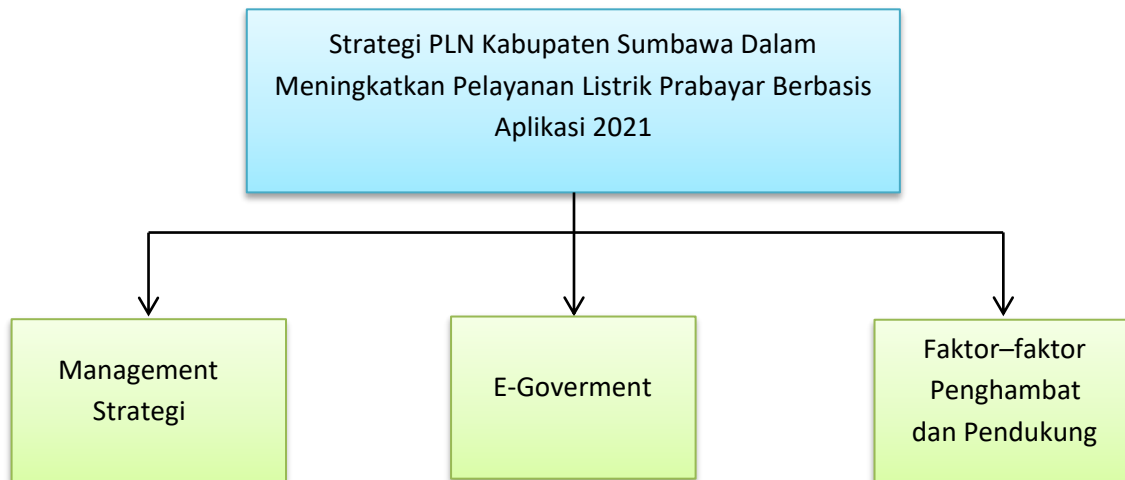 Strategi PLN Kabupaten Sumbawa Dalam
Meningkatkan Pelayanan Listrik Prabayar Berbasis
Aplikasi 2021
Management
Strategi
E-Goverment
Faktor–faktor
Penghambat
dan Pendukung